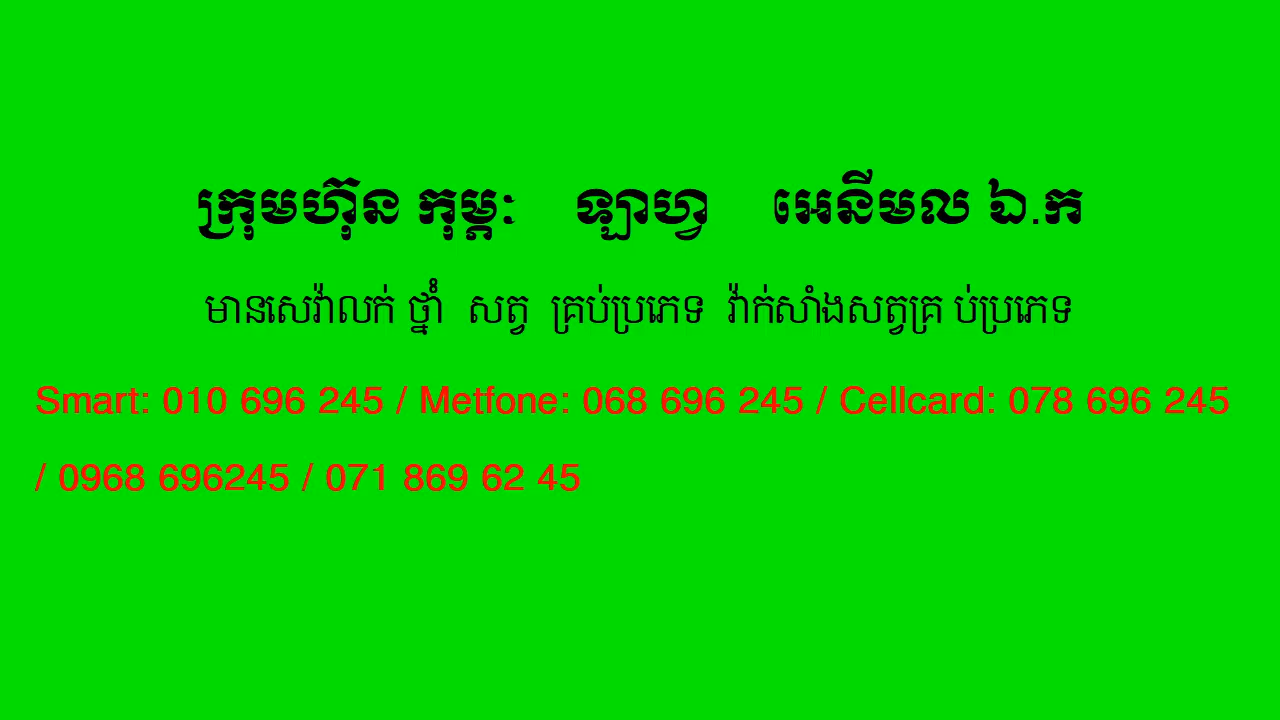 ក្រុមហ៊ុន កុម្ភៈ ឡាហ្វ អេនីមល ឯ.ក
មានសេវ៉ាលក់ ថ្នាំ សត្វ គ្រប់ប្រភេទ វ៉ាក់សាំងសត្វគ្រ ប់ប្រភេទ
Smart: 010 696 245 / Metfone: 068 696 245 / Cellcard: 078 696 245
/ 0968 696245 / 071 869 62 45